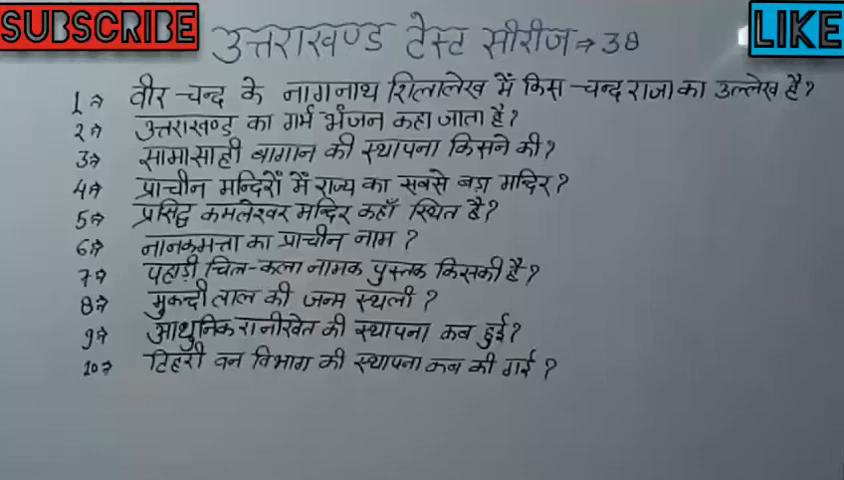 SUBSCRIBE
LIKE
उत्तराखण्ड टेस्ट सीरीज⇒38
1⇒ वीर-चन्द के नागनाथ शिलालेख में किस-चन्द राजा का उल्लेख है?
2⇒ उत्तराखण्ड का गर्म भंजन कहा जाता है?
3⇒ सामासाही बागान की स्थापना किसने की?
4⇒ प्राचीन मन्दिरों में राज्य का सबसे बड़ा मन्दिर?
5⇒ प्रसिद्ध कमलेश्वर मन्दिर कहाँ स्थित है?
6⇒ नानकमत्ता का प्राचीन नाम?
7⇒ पहाड़ी चित्र-कला नामक पुस्तक किसकी है?
8⇒ मुकन्दी लाल की जन्म स्थली?
9⇒ आधुनिक रानीखेत की स्थापना कब हुई?
10⇒ टिहरी वन विभाग की स्थापना कब की गई?